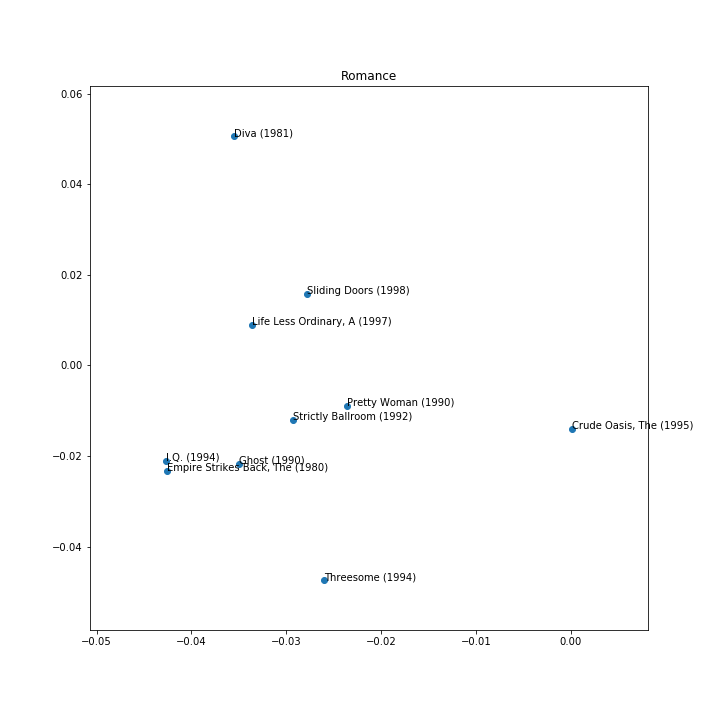 Romance
0.06
Diva (1981)
0.04
0.02
Sliding Doors (1998)
Life Less Ordinary, A (1997)
0.00
Pretty Woman (1990)
Strictly Ballroom (1992)
Crude Oasis, The (1995)
−0.02
I.Q. (1994)
Ghost (1990)
Empire Strikes Back, The (1980)
−0.04
Threesome (1994)
−0.05 −0.04 −0.03 −0.02 −0.01 0.00